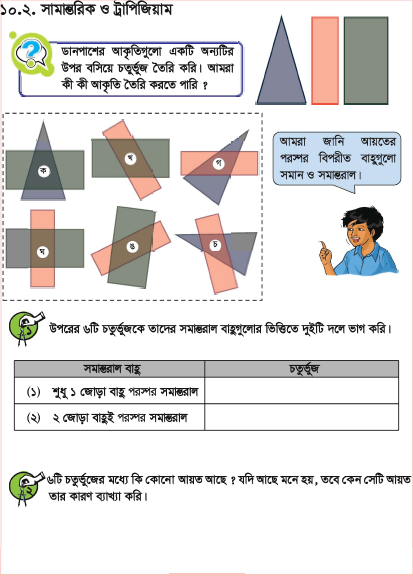 ১০.২. সামান্তরিক ও ট্রাপিজিয়াম
ডানপাশের আকৃতিগুলো একটি অন্যটির
উপর বসিয়ে চতুর্ভুজ তৈরি করি। আমরা
কী কী আকৃতি তৈরি করতে পারি ?
ক
খ
গ
ঘ
ঙ
চ
আমরা জানি আয়তের
পরস্পর বিপরীত বাহুগুলো
সমান ও সমান্তরাল।
১ উপরের ৬টি চতুর্ভুজকে তাদের সমান্তরাল বাহুগুলোর ভিত্তিতে দুইটি দলে ভাগ করি।
সমান্তরাল বাহু চতুর্ভুজ
(১) শুধু ১ জোড়া বাহু পরস্পর সমান্তরাল
(২) ২ জোড়া বাহুই পরস্পর সমান্তরাল
২ ৬টি চতুর্ভুজের মধ্যে কি কোনো আয়ত আছে ? যদি আছে মনে হয়, তবে কেন সেটি আয়ত
তার কারণ ব্যাখ্যা করি।